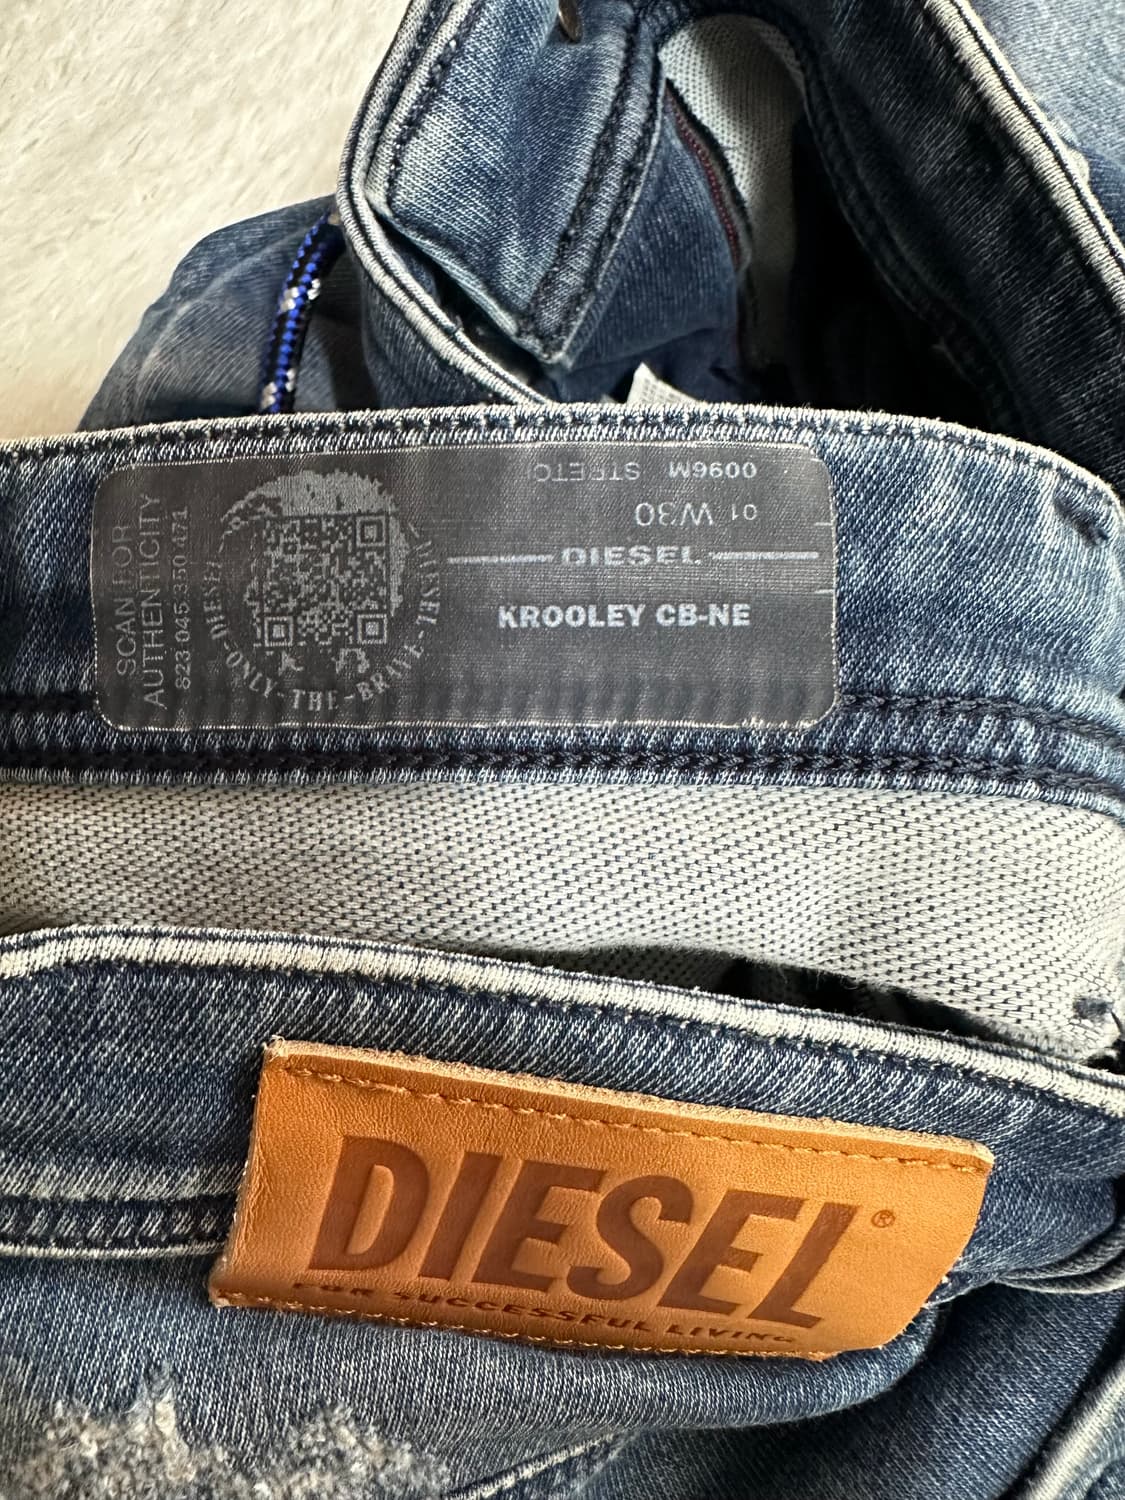 SCAN FOR
AUTHENTICITY
823 045 350 471
DIESEL-ONLY-THE-BRAVE-DIESEL-
0096M STRETC
01 W30
DIESEL
KROOLEY CB-NE
DIESEL®
FOR SUCCESSFUL LIVING